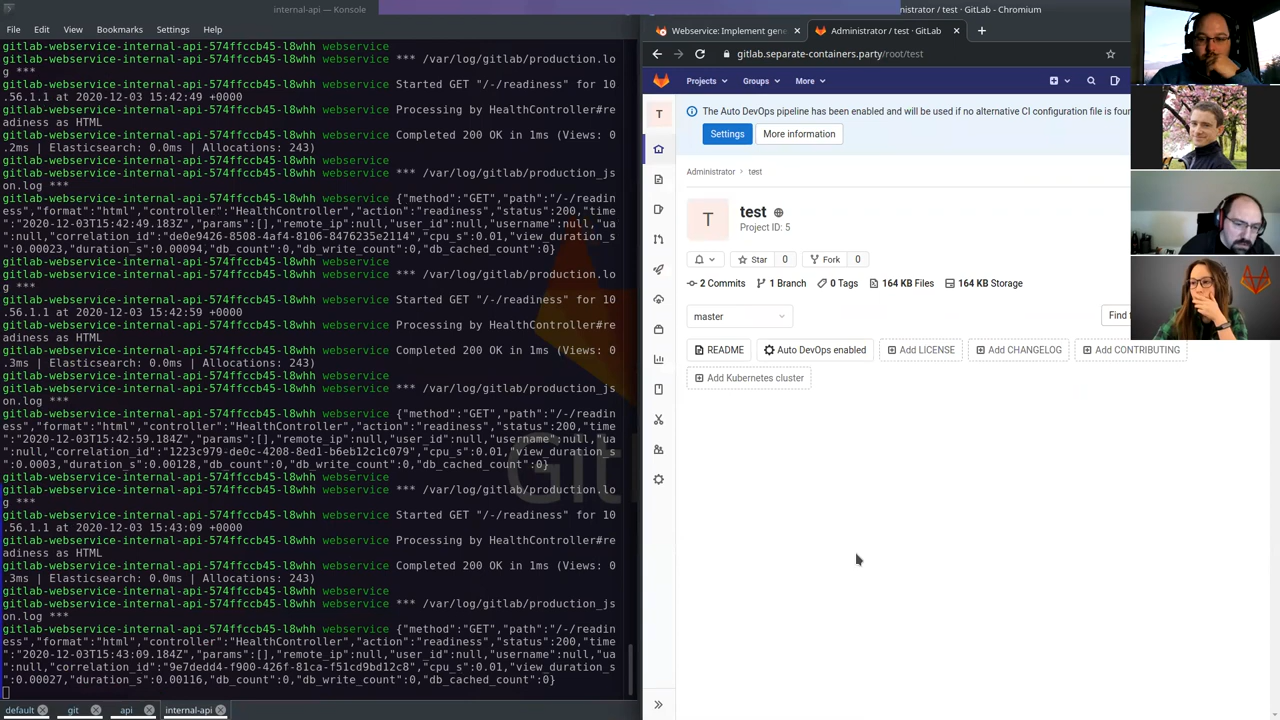 internal-api — Konsole
File Edit View Bookmarks Settings Help
gitlab-webservice-internal-api-574ffccb45-l8whh webservice
gitlab-webservice-internal-api-574ffccb45-l8whh webservice *** /var/log/gitlab/production.lo
g ***
gitlab-webservice-internal-api-574ffccb45-l8whh webservice Started GET "/-/readiness" for 10
.56.1.1 at 2020-12-03 15:42:49 +0000
gitlab-webservice-internal-api-574ffccb45-l8whh webservice Processing by HealthController#re
adiness as HTML
gitlab-webservice-internal-api-574ffccb45-l8whh webservice Completed 200 OK in 1ms (Views: 0
.2ms | Elasticsearch: 0.0ms | Allocations: 243)
gitlab-webservice-internal-api-574ffccb45-l8whh webservice
gitlab-webservice-internal-api-574ffccb45-l8whh webservice *** /var/log/gitlab/production_js
on.log ***
gitlab-webservice-internal-api-574ffccb45-l8whh webservice {"method":"GET","path":"/-/readin
ess","format":"html","controller":"HealthController","action":"readiness","status":200,"time
":"2020-12-03T15:42:49.183Z","params":[],"remote_ip":null,"user_id":null,"username":null,"ua
":null,"correlation_id":"de0e9426-8508-4af4-8106-8476235e2114","cpu_s":0.01,"view_duration_s
":0.00023,"duration_s":0.00094,"db_count":0,"db_write_count":0,"db_cached_count":0}
gitlab-webservice-internal-api-574ffccb45-l8whh webservice
gitlab-webservice-internal-api-574ffccb45-l8whh webservice *** /var/log/gitlab/production.lo
g ***
gitlab-webservice-internal-api-574ffccb45-l8whh webservice Started GET "/-/readiness" for 10
.56.1.1 at 2020-12-03 15:42:59 +0000
gitlab-webservice-internal-api-574ffccb45-l8whh webservice Processing by HealthController#re
adiness as HTML
gitlab-webservice-internal-api-574ffccb45-l8whh webservice Completed 200 OK in 1ms (Views: 0
.3ms | Elasticsearch: 0.0ms | Allocations: 243)
gitlab-webservice-internal-api-574ffccb45-l8whh webservice
gitlab-webservice-internal-api-574ffccb45-l8whh webservice *** /var/log/gitlab/production_js
on.log ***
gitlab-webservice-internal-api-574ffccb45-l8whh webservice {"method":"GET","path":"/-/readin
ess","format":"html","controller":"HealthController","action":"readiness","status":200,"time
":"2020-12-03T15:42:59.184Z","params":[],"remote_ip":null,"user_id":null,"username":null,"ua
":null,"correlation_id":"1223c979-de0c-4208-8ed1-b6eb12c1c079","cpu_s":0.01,"view_duration_s
":0.0003,"duration_s":0.00128,"db_count":0,"db_write_count":0,"db_cached_count":0}
gitlab-webservice-internal-api-574ffccb45-l8whh webservice
gitlab-webservice-internal-api-574ffccb45-l8whh webservice *** /var/log/gitlab/production.lo
g ***
gitlab-webservice-internal-api-574ffccb45-l8whh webservice Started GET "/-/readiness" for 10
.56.1.1 at 2020-12-03 15:43:09 +0000
gitlab-webservice-internal-api-574ffccb45-l8whh webservice Processing by HealthController#re
adiness as HTML
gitlab-webservice-internal-api-574ffccb45-l8whh webservice Completed 200 OK in 1ms (Views: 0
.3ms | Elasticsearch: 0.0ms | Allocations: 243)
gitlab-webservice-internal-api-574ffccb45-l8whh webservice
gitlab-webservice-internal-api-574ffccb45-l8whh webservice *** /var/log/gitlab/production_js
on.log ***
gitlab-webservice-internal-api-574ffccb45-l8whh webservice {"method":"GET","path":"/-/readin
ess","format":"html","controller":"HealthController","action":"readiness","status":200,"time
":"2020-12-03T15:43:09.184Z","params":[],"remote_ip":null,"user_id":null,"username":null,"ua
":null,"correlation_id":"9e7dedd4-f900-426f-81ca-f51cd9bd12c8","cpu_s":0.01,"view_duration_s
":0.00027,"duration_s":0.00116,"db_count":0,"db_write_count":0,"db_cached_count":0}
default git api internal-api
ministrator / test · GitLab - Chromium
Webservice: Implement gen Administrator / test · GitLab
gitlab.separate-containers.party/root/test
Projects Groups More
T The Auto DevOps pipeline has been enabled and will be used if no alternative CI configuration file is foun
Settings More information
Administrator > test
T test
Project ID: 5
Star 0 Fork 0
2 Commits 1 Branch 0 Tags 164 KB Files 164 KB Storage
master Find f
README Auto DevOps enabled Add LICENSE Add CHANGELOG Add CONTRIBUTING
Add Kubernetes cluster